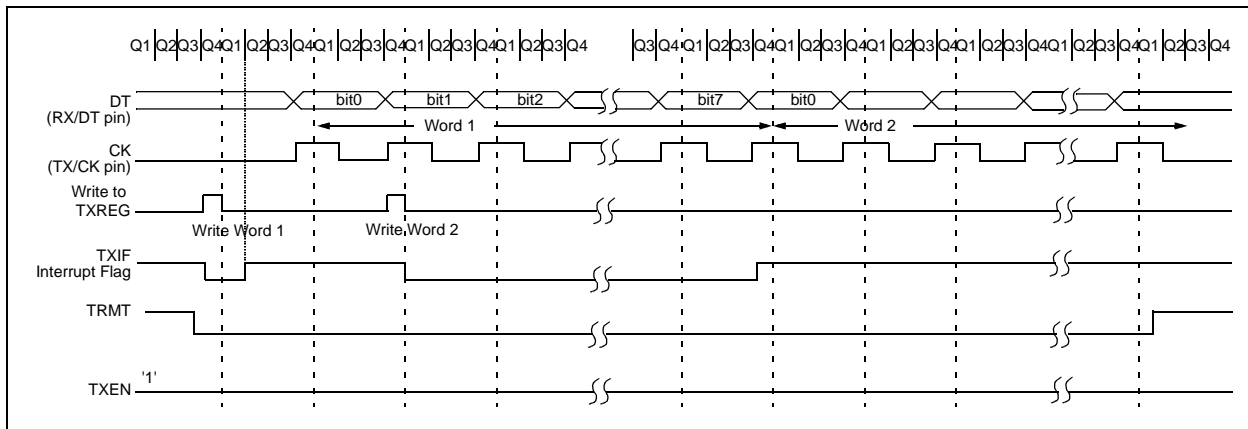 Q1 Q2 Q3 Q4 Q1 Q2 Q3 Q4 Q1 Q2 Q3 Q4 Q1 Q2 Q3 Q4 Q1 Q2 Q3 Q4 Q3 Q4 Q1 Q2 Q3 Q4 Q1 Q2 Q3 Q4 Q1 Q2 Q3 Q4 Q1 Q2 Q3 Q4 Q1 Q2 Q3 Q4 Q1 Q2 Q3 Q4
DT
(RX/DT pin)
bit0 bit1 bit2 bit7 bit0
Word 1 Word 2
CK
(TX/CK pin)
Write to
TXREG
Write Word 1 Write Word 2
TXIF
Interrupt Flag
TRMT
TXEN '1'